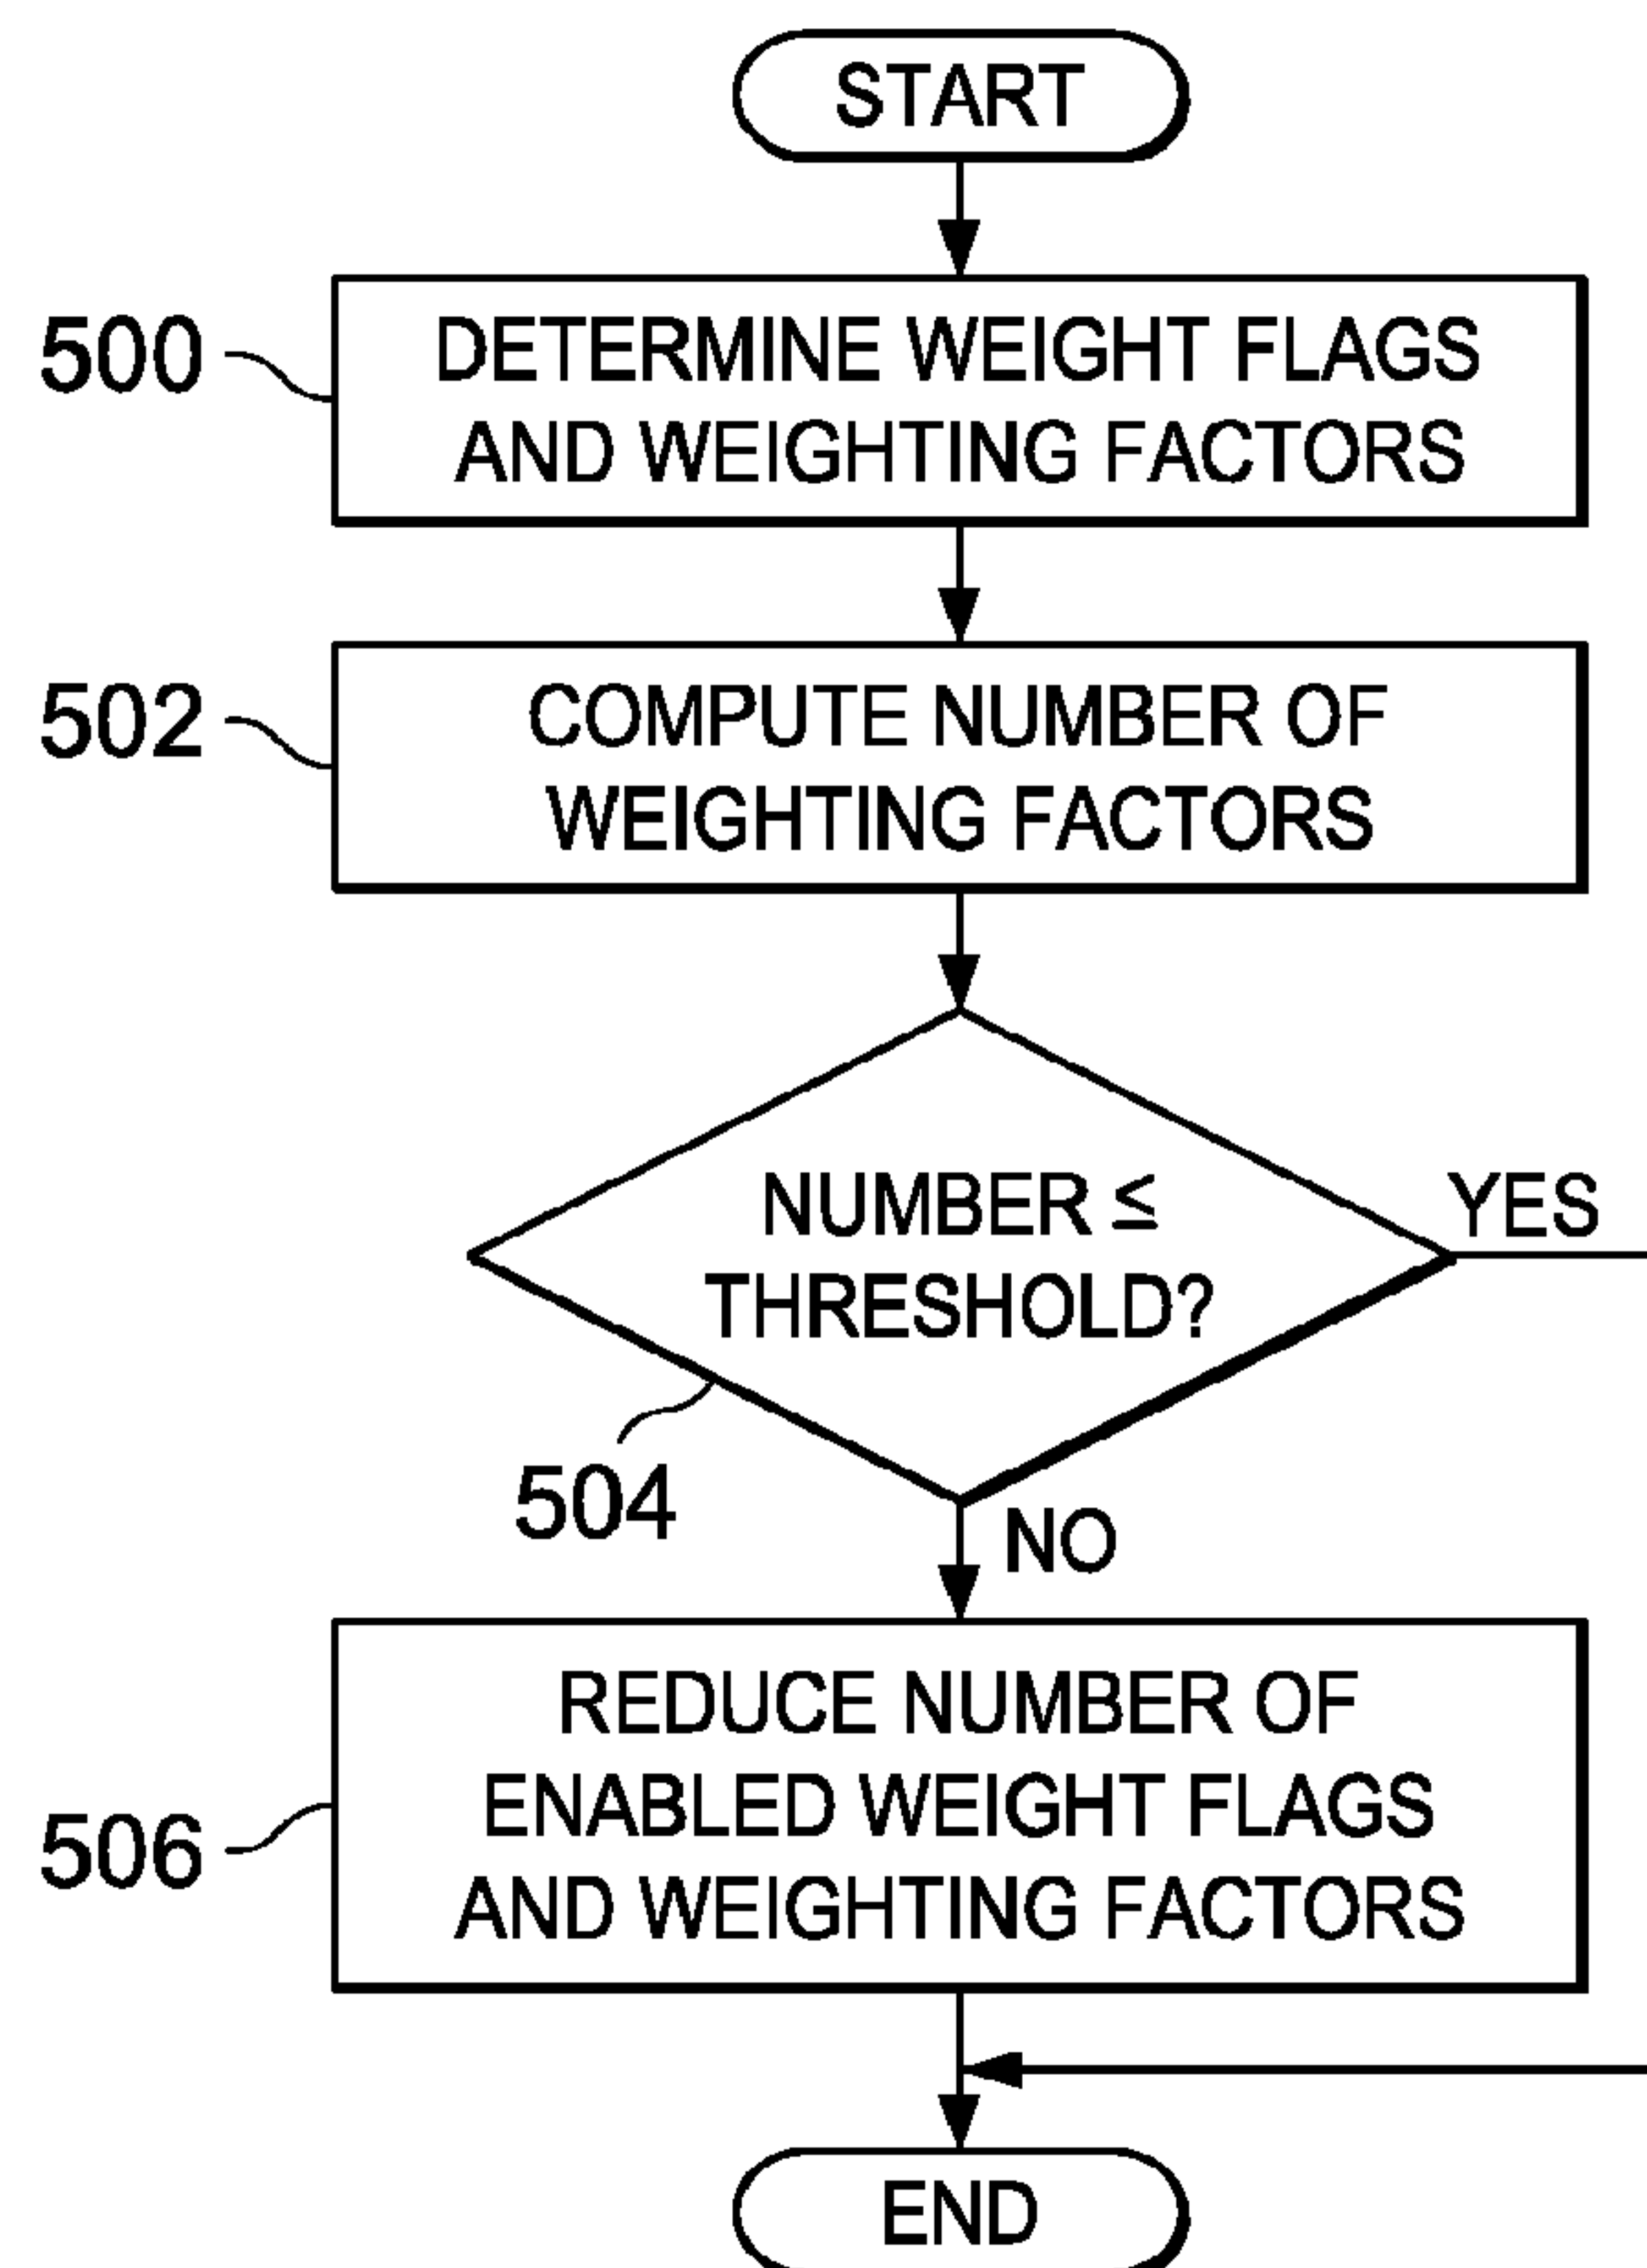 START
500
DETERMINE WEIGHT FLAGS
AND WEIGHTING FACTORS
502
COMPUTE NUMBER OF
WEIGHTING FACTORS
NUMBER ≤
THRESHOLD?
YES
504
NO
REDUCE NUMBER OF
ENABLED WEIGHT FLAGS
AND WEIGHTING FACTORS
506
END